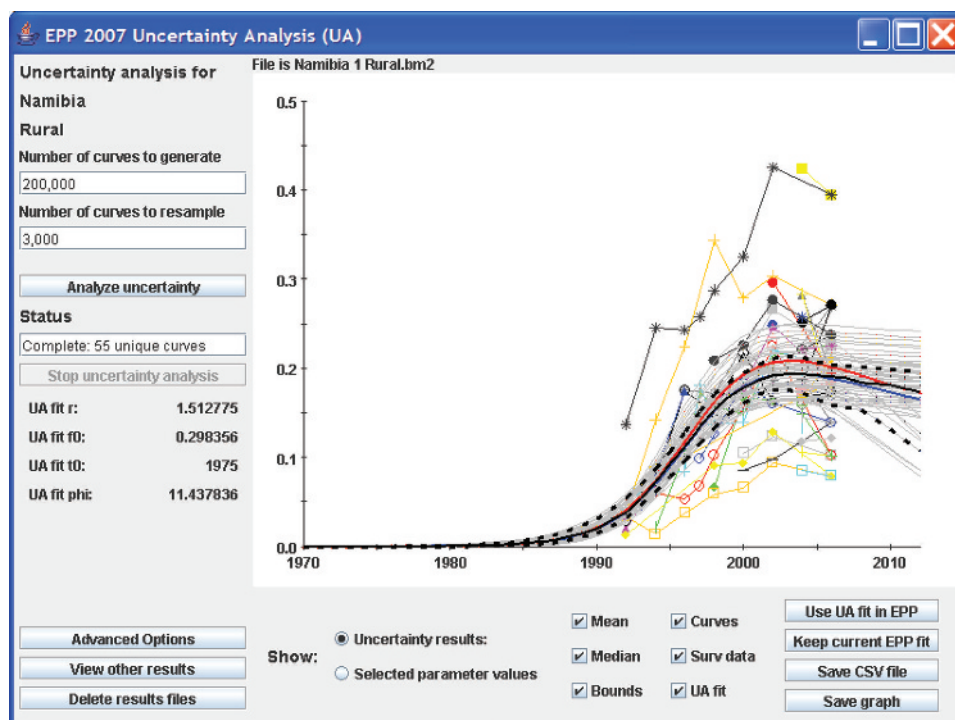 EPP 2007 Uncertainty Analysis (UA)
Uncertainty analysis for
Namibia
Rural
Number of curves to generate
200,000
Number of curves to resample
3,000
Analyze uncertainty
Status
Complete: 55 unique curves
Stop uncertainty analysis
UA fit r: 1.512775
UA fit f0: 0.298356
UA fit t0: 1975
UA fit phi: 11.437836
Advanced Options
View other results
Delete results files
File is Namibia 1 Rural.bm2
0.5
0.4
0.3
0.2
0.1
0.0
1970 1980 1990 2000 2010
Show:
Uncertainty results:
Selected parameter values
Mean
Median
Bounds
Curves
Surv data
UA fit
Use UA fit in EPP
Keep current EPP fit
Save CSV file
Save graph